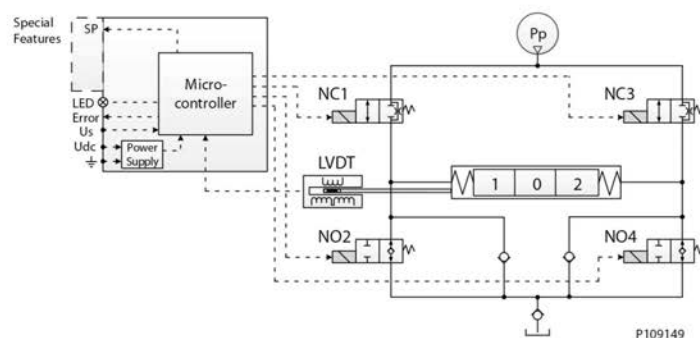 Special
Features
SP
Pp
Micro-
controller
NC1
NC3
LED
Error
Us
Udc
Power
Supply
LVDT
1 0 2
NO2
NO4
P109149